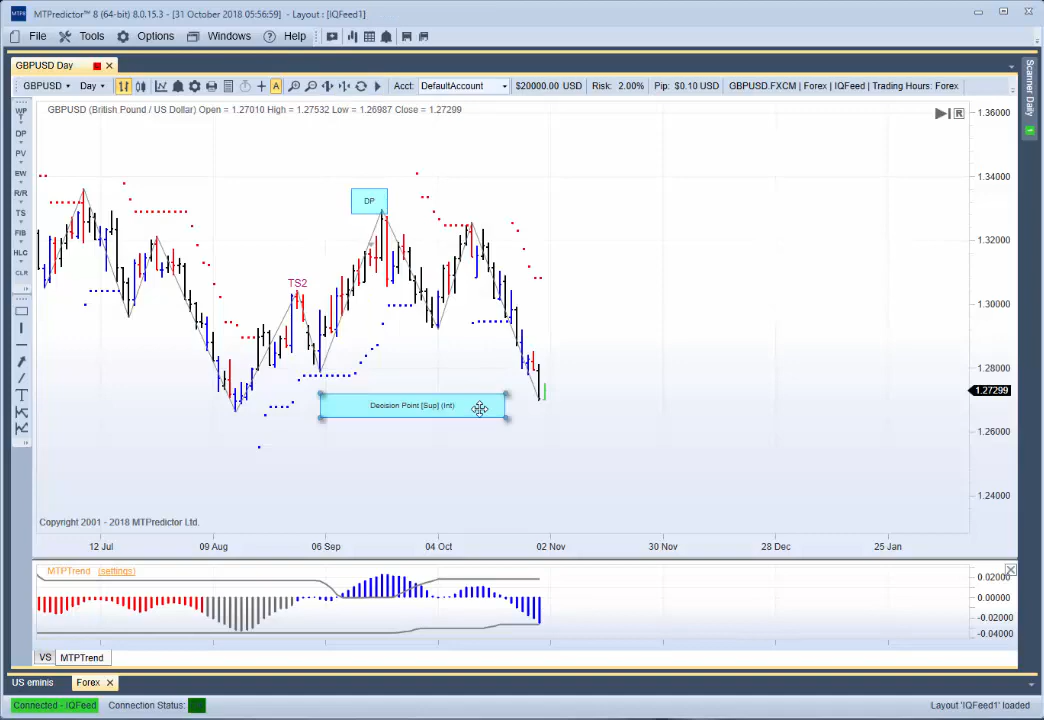 MTP MTPredictor™ 8 (64-bit) 8.0.15.3 - [31 October 2018 05:56:59] - Layout : [IQFeed1]
File Tools Options Windows Help
GBPUSD Day
GBPUSD Day A Acct: DefaultAccount $20000.00 USD Risk: 2.00% Pip: $0.10 USD GBPUSD.FXCM | Forex | IQFeed | Trading Hours: Forex
Scanner Daily
GBPUSD (British Pound / US Dollar) Open = 1.27010 High = 1.27532 Low = 1.26987 Close = 1.27299
R
WP
DP
PV
EW
R/R
TS
FIB
HLC
CLR
T
1.36000
1.34000
1.32000
1.30000
1.28000
1.27299
1.26000
1.24000
DP
TS2
Decision Point [Sup] (Int)
Copyright 2001 - 2018 MTPredictor Ltd.
12 Jul 09 Aug 06 Sep 04 Oct 02 Nov 30 Nov 28 Dec 25 Jan
MTPTrend (settings)
0.02000
0.00000
-0.02000
-0.04000
VS MTPTrend
US eminis Forex
Connected - IQFeed Connection Status: Layout 'IQFeed1' loaded